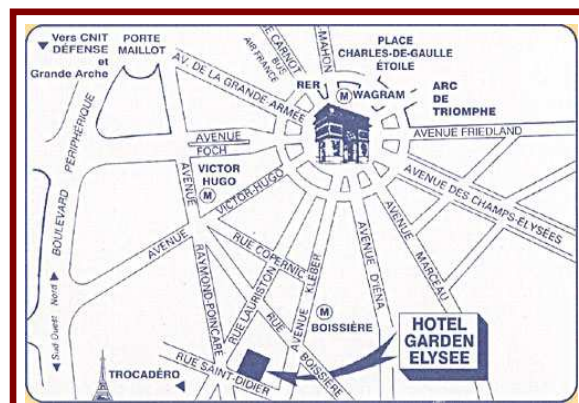 Vers CNIT
DÉFENSE
et
Grande Arche
PORTE
MAILLOT
AV. DE LA GRANDE ARMÉE
CARNOT
BUS
AIR FRANCE
MAHON
PLACE
CHARLES-DE-GAULLE
ÉTOILE
RER
M WAGRAM
ARC
DE
TRIOMPHE
AVENUE FRIEDLAND
AVENUE
FOCH
BOULEVARD PÉRIPHÉRIQUE
VICTOR
HUGO
M
AVENUE
VICTOR-HUGO
AVENUE DES CHAMPS-ELYSÉES
AVENUE
RAYMOND-POINCARÉ
RUE COPERNIC
RUE LAURISTON
AVENUE KLEBER
AVENUE D'IÉNA
AVENUE MARCEAU
RUE BOISSIÈRE
M
BOISSIÈRE
Sud Ouest Nord
HOTEL
GARDEN
ELYSEE
TROCADÉRO
RUE SAINT-DIDIER